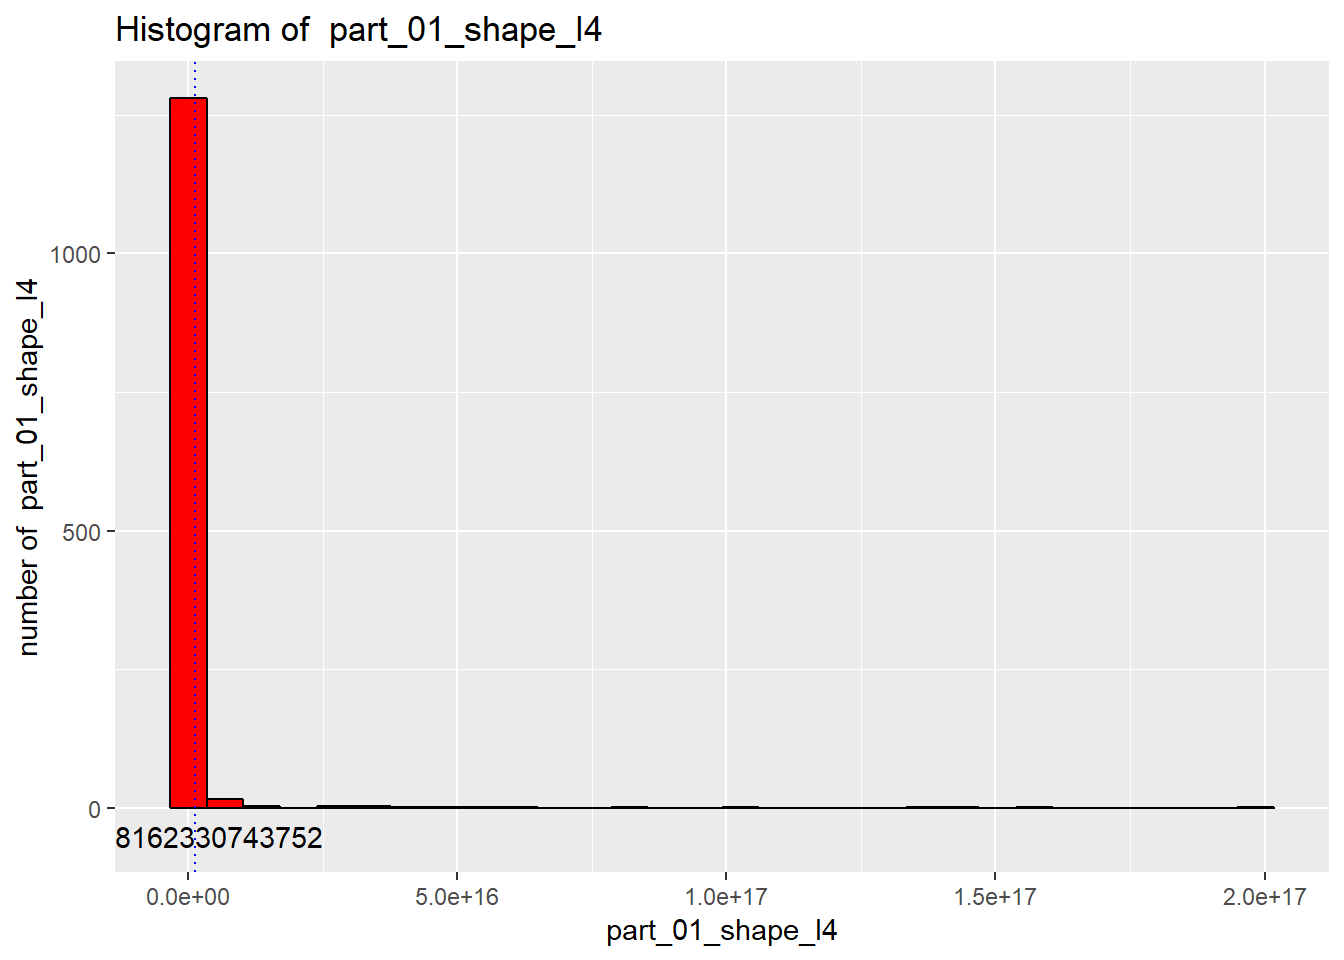 Histogram of  part_01_shape_l4
number of  part_01_shape_l4
1000
500
0
8162330743752
0.0e+00
5.0e+16
1.0e+17
1.5e+17
2.0e+17
part_01_shape_l4